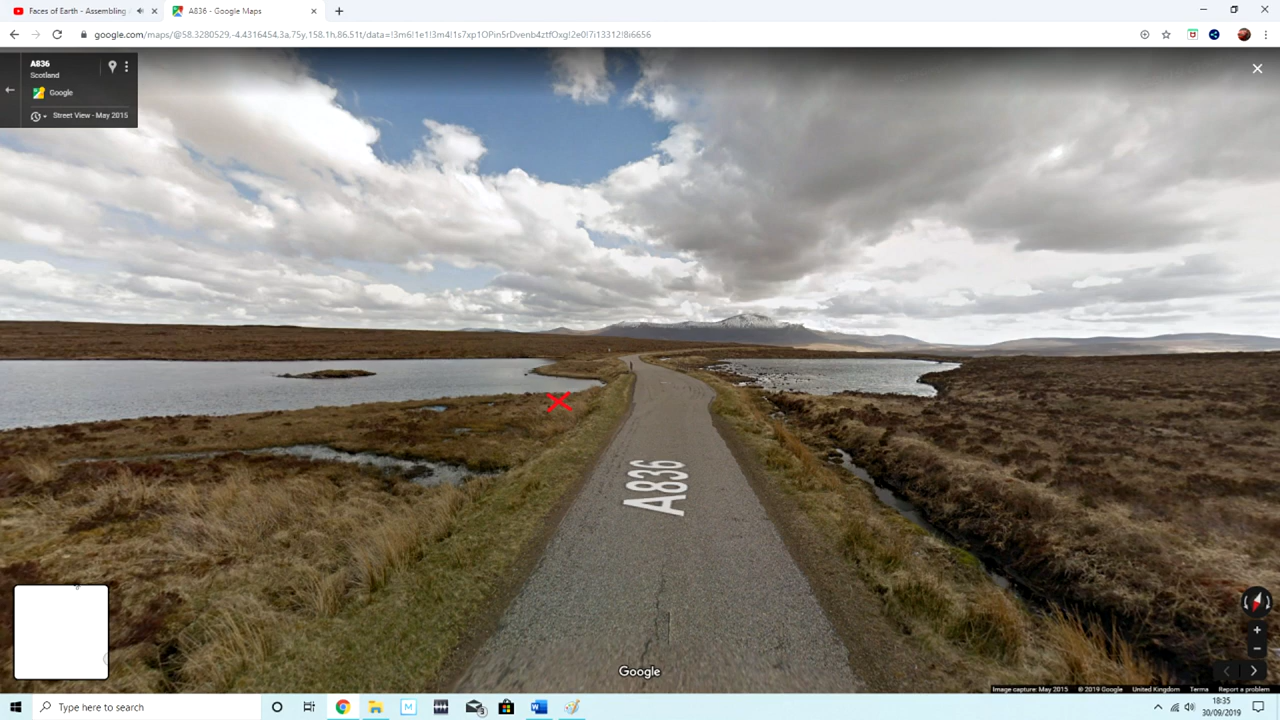 Faces of Earth - Assembling
A836 - Google Maps
google.com/maps/@58.3280529,-4.4316454,3a,75y,158.1h,86.51t/data=!3m6!1e1!3m4!1s7xp1OPin5rDvenb4ztfOxg!2e0!7i13312!8i6656
A836
Scotland
Google
Street View - May 2015
A836
Google
Image capture: May 2015 © 2019 Google United Kingdom Terms Report a problem
Type here to search
18:35
30/09/2019